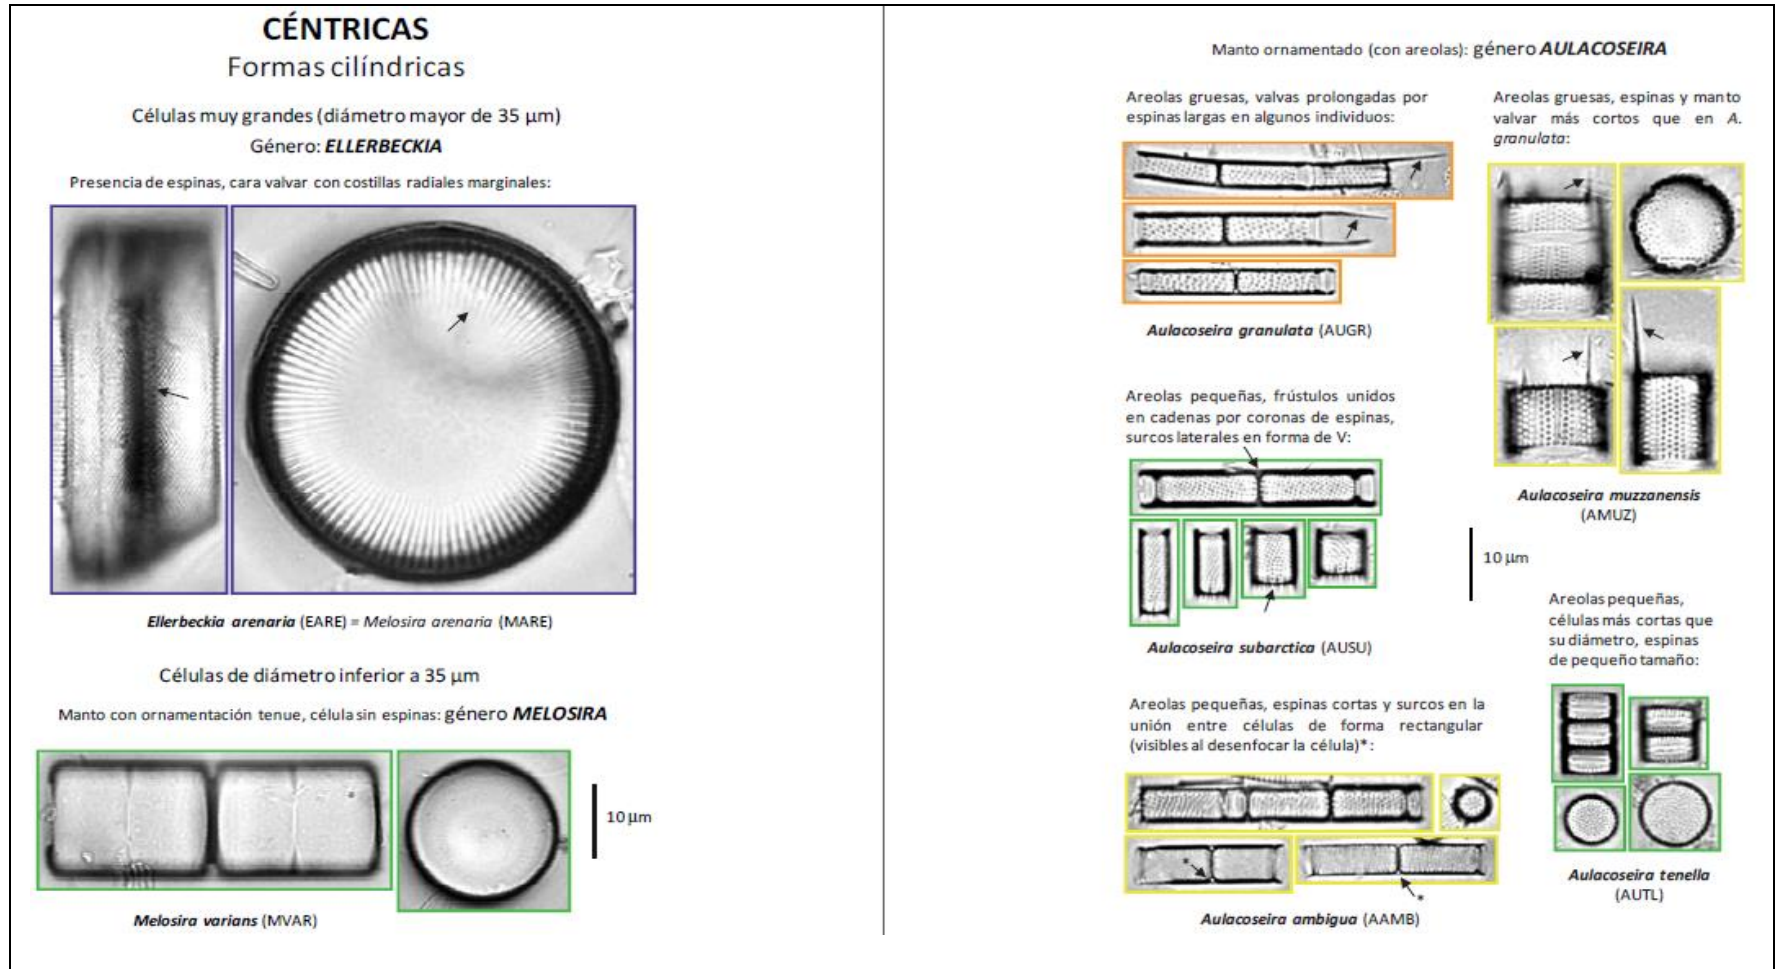 CÉNTRICAS
Formas cilíndricas
Células muy grandes (diámetro mayor de 35 µm)
Género: ELLERBECKIA
Presencia de espinas, cara valvar con costillas radiales marginales:
Ellerbeckia arenaria (EARE) = Melosira arenaria (MARE)
Células de diámetro inferior a 35 µm
Manto con ornamentación tenue, célula sin espinas: género MELOSIRA
10 µm
Melosira varians (MVAR)
Manto ornamentado (con areolas): género AULACOSEIRA
Areolas gruesas, valvas prolongadas por
espinas largas en algunos individuos:
Aulacoseira granulata (AUGR)
Areolas gruesas, espinas y manto
valvar más cortos que en A.
granulata:
Aulacoseira muzzanensis
(AMUZ)
Areolas pequeñas, frústulos unidos
en cadenas por coronas de espinas,
surcos laterales en forma de V:
Aulacoseira subarctica (AUSU)
10 µm
Areolas pequeñas,
células más cortas que
su diámetro, espinas
de pequeño tamaño:
Aulacoseira tenella
(AUTL)
Areolas pequeñas, espinas cortas y surcos en la
unión entre células de forma rectangular
(visibles al desenfocar la célula)*:
*
*
Aulacoseira ambigua (AAMB)